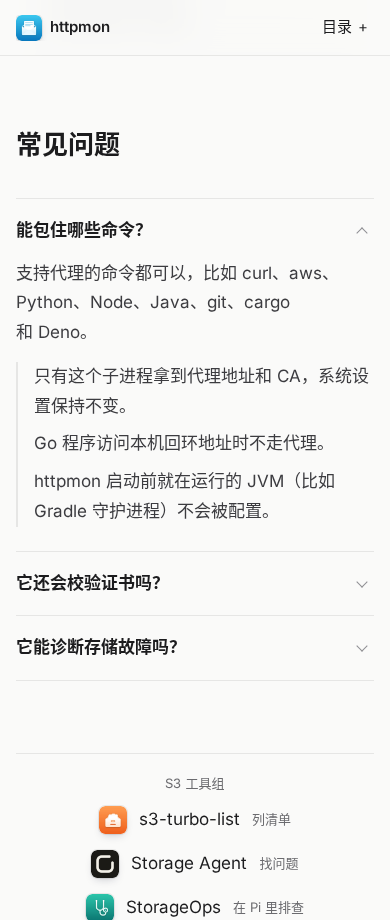 httpmon
目录 +
常见问题
能包住哪些命令？
支持代理的命令都可以，比如 curl、aws、
Python、Node、Java、git、cargo
和 Deno。
只有这个子进程拿到代理地址和 CA，系统设
置保持不变。
Go 程序访问本机回环地址时不走代理。
httpmon 启动前就在运行的 JVM（比如
Gradle 守护进程）不会被配置。
它还会校验证书吗？
它能诊断存储故障吗？
S3 工具组
s3-turbo-list 列清单
Storage Agent 找问题
StorageOps 在 Pi 里排查